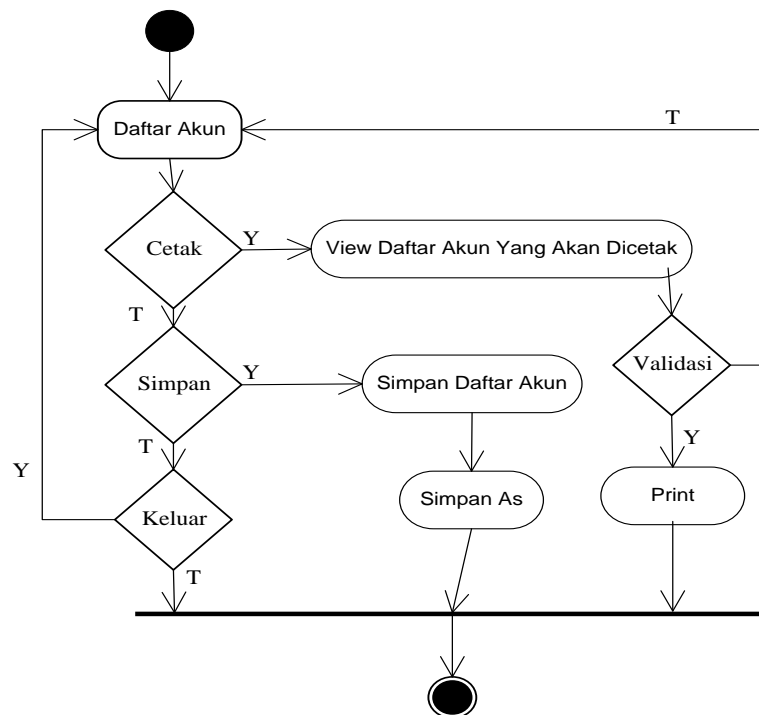 Daftar Akun
T
Cetak
Y
View Daftar Akun Yang Akan Dicetak
T
Simpan
Y
Simpan Daftar Akun
Validasi
T
Y
Y
Simpan As
Print
Keluar
T